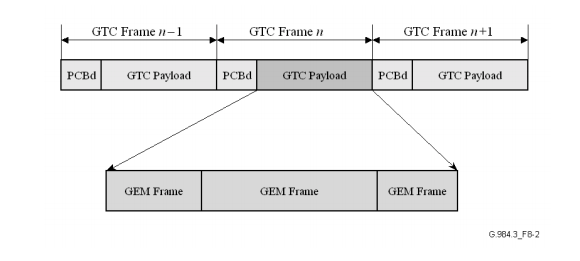 GTC Frame n–1 GTC Frame n GTC Frame n+1
PCBd GTC Payload PCBd GTC Payload PCBd GTC Payload
GEM Frame GEM Frame GEM Frame
G.984.3_F8-2